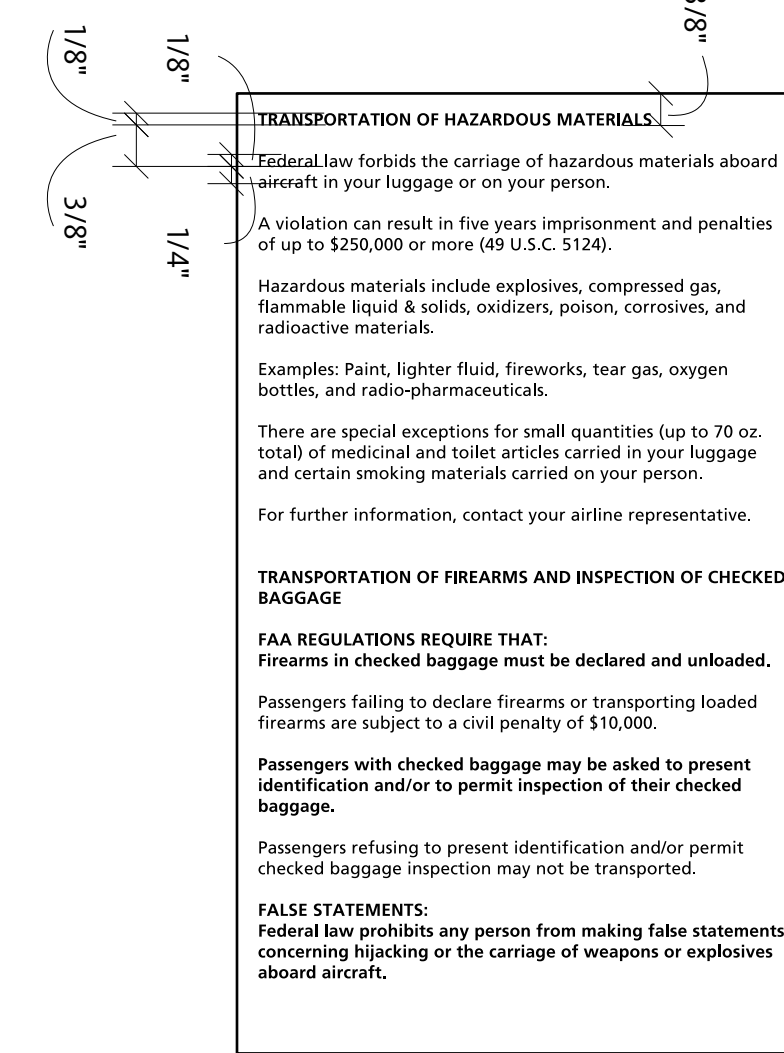 1/8"
1/8"
3/8"
3/8"
1/4"
TRANSPORTATION OF HAZARDOUS MATERIALS
Federal law forbids the carriage of hazardous materials aboard
aircraft in your luggage or on your person.
A violation can result in five years imprisonment and penalties
of up to $250,000 or more (49 U.S.C. 5124).
Hazardous materials include explosives, compressed gas,
flammable liquid & solids, oxidizers, poison, corrosives, and
radioactive materials.
Examples: Paint, lighter fluid, fireworks, tear gas, oxygen
bottles, and radio-pharmaceuticals.
There are special exceptions for small quantities (up to 70 oz.
total) of medicinal and toilet articles carried in your luggage
and certain smoking materials carried on your person.
For further information, contact your airline representative.
TRANSPORTATION OF FIREARMS AND INSPECTION OF CHECKED
BAGGAGE
FAA REGULATIONS REQUIRE THAT:
Firearms in checked baggage must be declared and unloaded.
Passengers failing to declare firearms or transporting loaded
firearms are subject to a civil penalty of $10,000.
Passengers with checked baggage may be asked to present
identification and/or to permit inspection of their checked
baggage.
Passengers refusing to present identification and/or permit
checked baggage inspection may not be transported.
FALSE STATEMENTS:
Federal law prohibits any person from making false statements
concerning hijacking or the carriage of weapons or explosives
aboard aircraft.